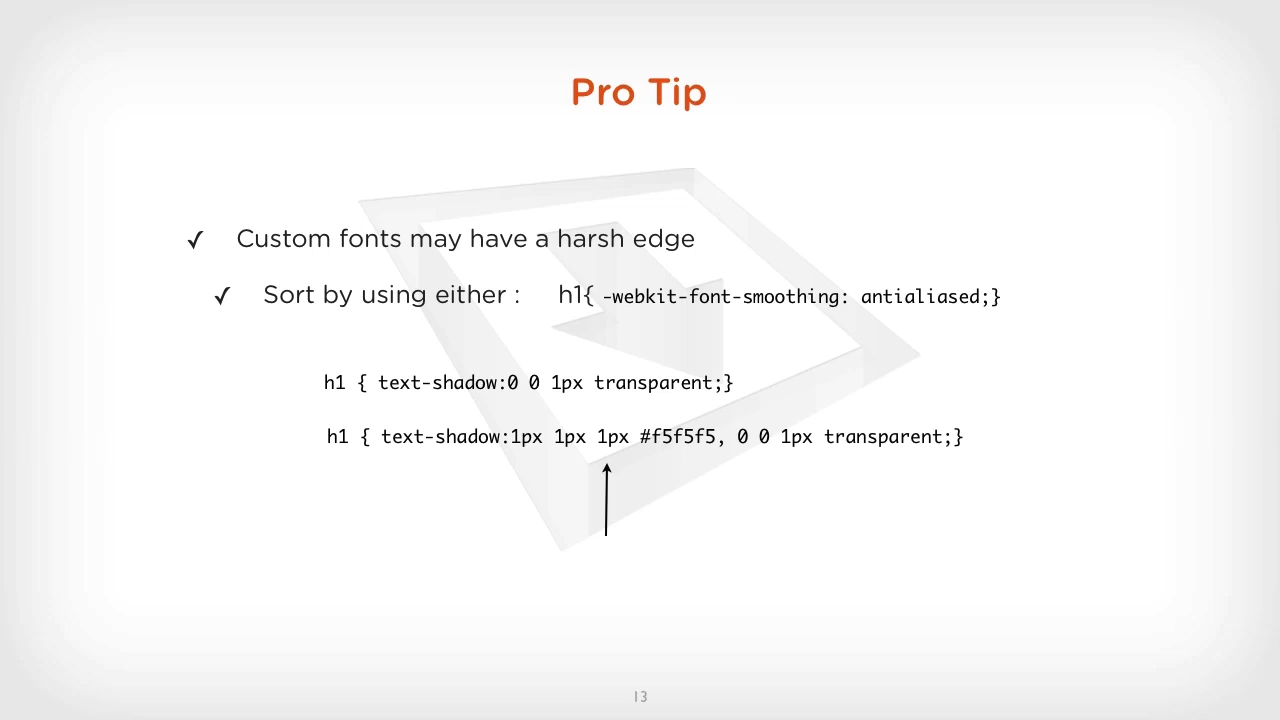 Pro Tip
✓ Custom fonts may have a harsh edge
✓ Sort by using either : h1{ -webkit-font-smoothing: antialiased;}
h1 { text-shadow:0 0 1px transparent;}
h1 { text-shadow:1px 1px 1px #f5f5f5, 0 0 1px transparent;}
13